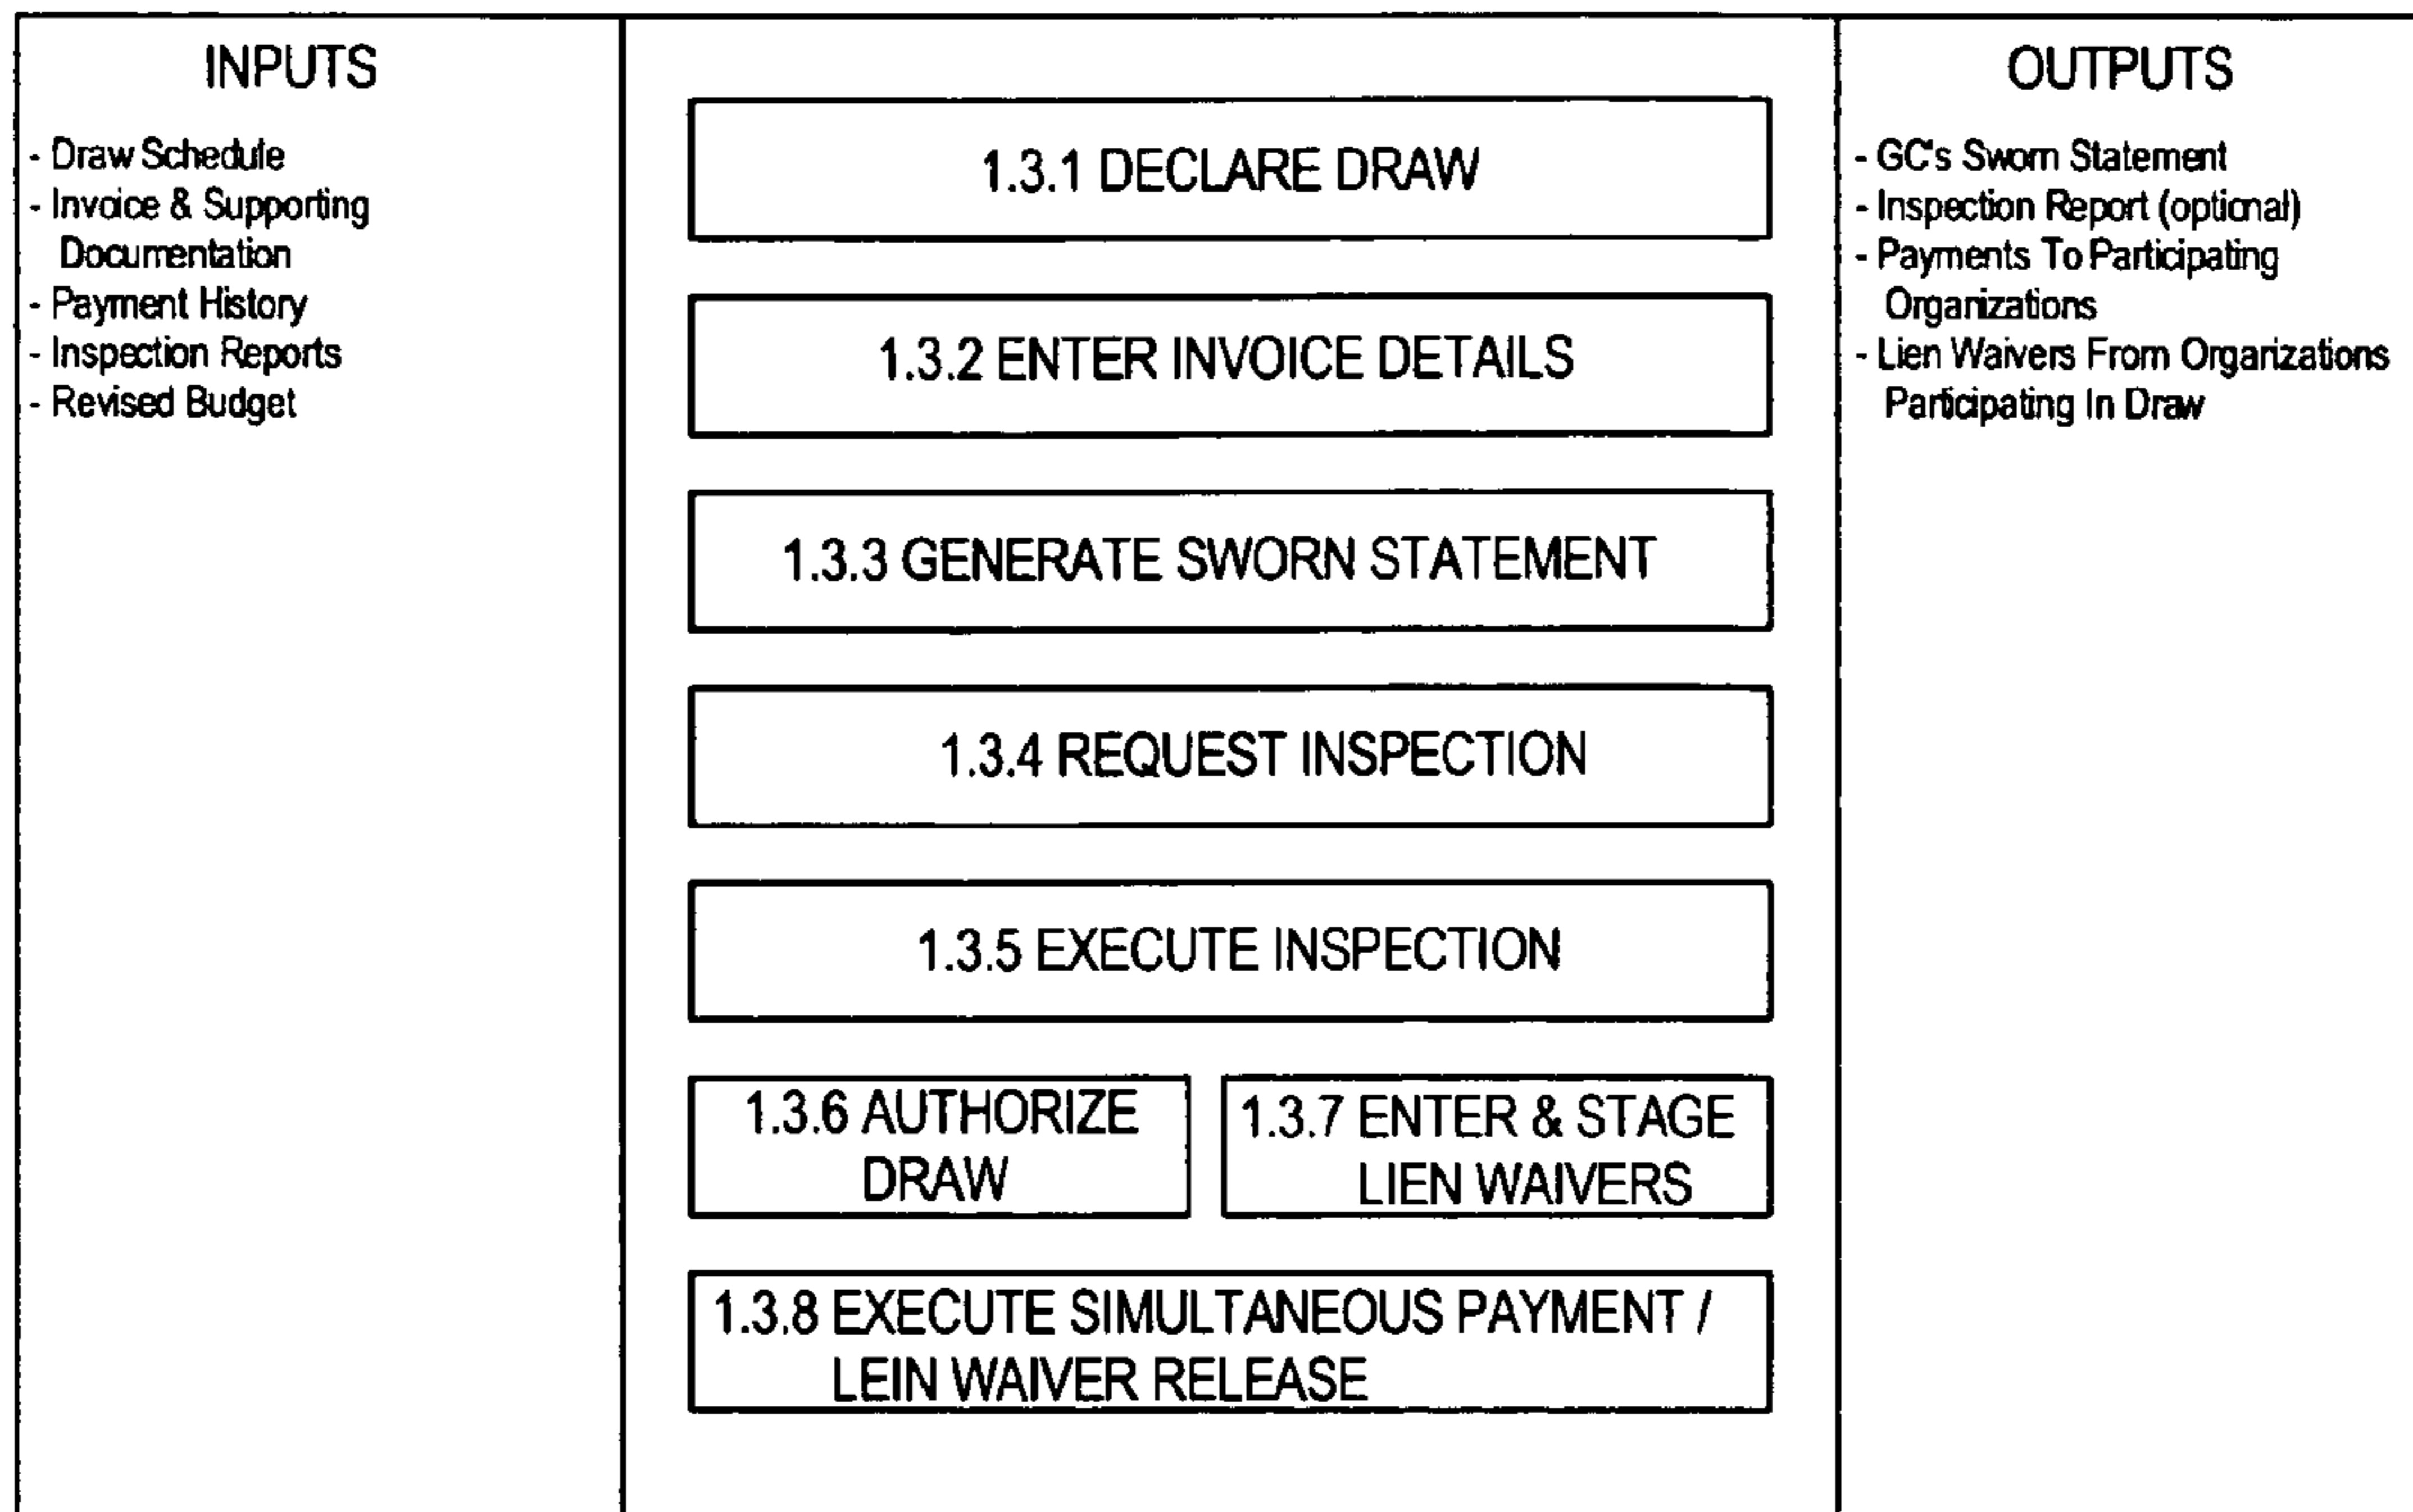 INPUTS
- Draw Schedule
- Invoice & Supporting
Documentation
- Payment History
- Inspection Reports
- Revised Budget
1.3.1 DECLARE DRAW
1.3.2 ENTER INVOICE DETAILS
1.3.3 GENERATE SWORN STATEMENT
1.3.4 REQUEST INSPECTION
1.3.5 EXECUTE INSPECTION
1.3.6 AUTHORIZE
DRAW
1.3.7 ENTER & STAGE
LIEN WAIVERS
1.3.8 EXECUTE SIMULTANEOUS PAYMENT /
LEIN WAIVER RELEASE
OUTPUTS
- GC's Sworn Statement
- Inspection Report (optional)
- Payments To Participating
Organizations
- Lien Waivers From Organizations
Participating In Draw